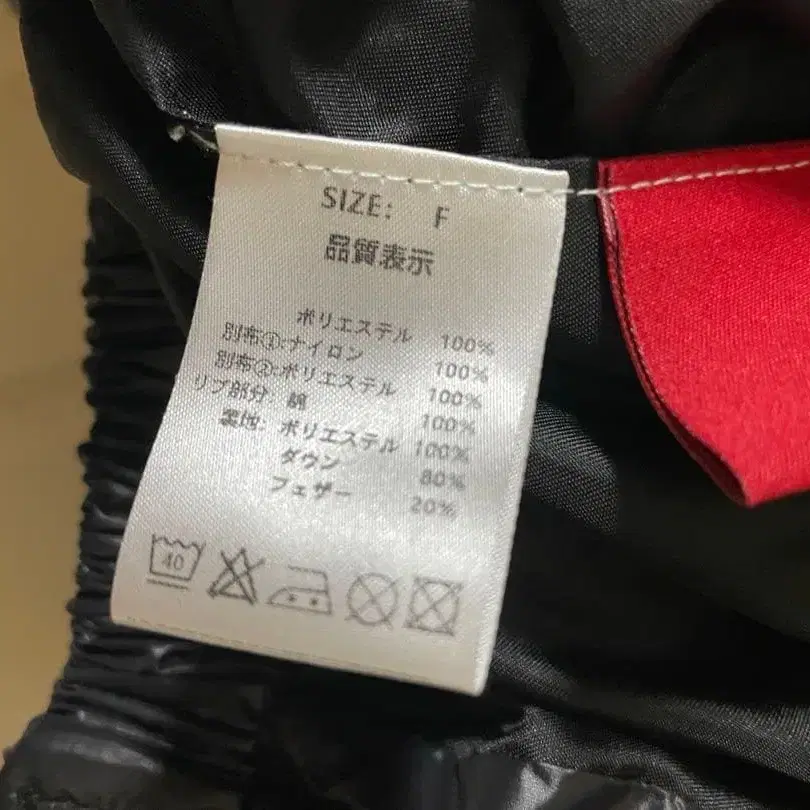 SIZE: F
品質表示
ポリエステル 100%
別布①:ナイロン 100%
別布②:ポリエステル 100%
リブ部分: 綿 100%
裏地: ポリエステル 100%
ダウン 80%
フェザー 20%
40